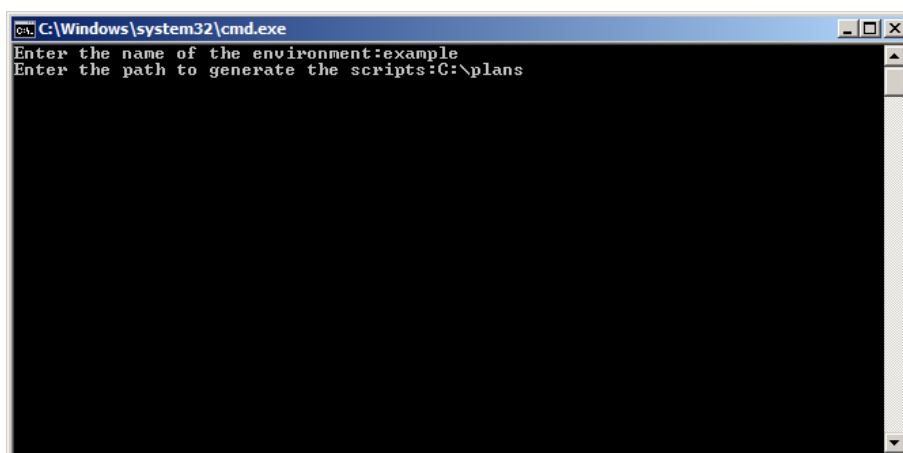 C:\Windows\system32\cmd.exe
Enter the name of the environment:example
Enter the path to generate the scripts:C:\plans